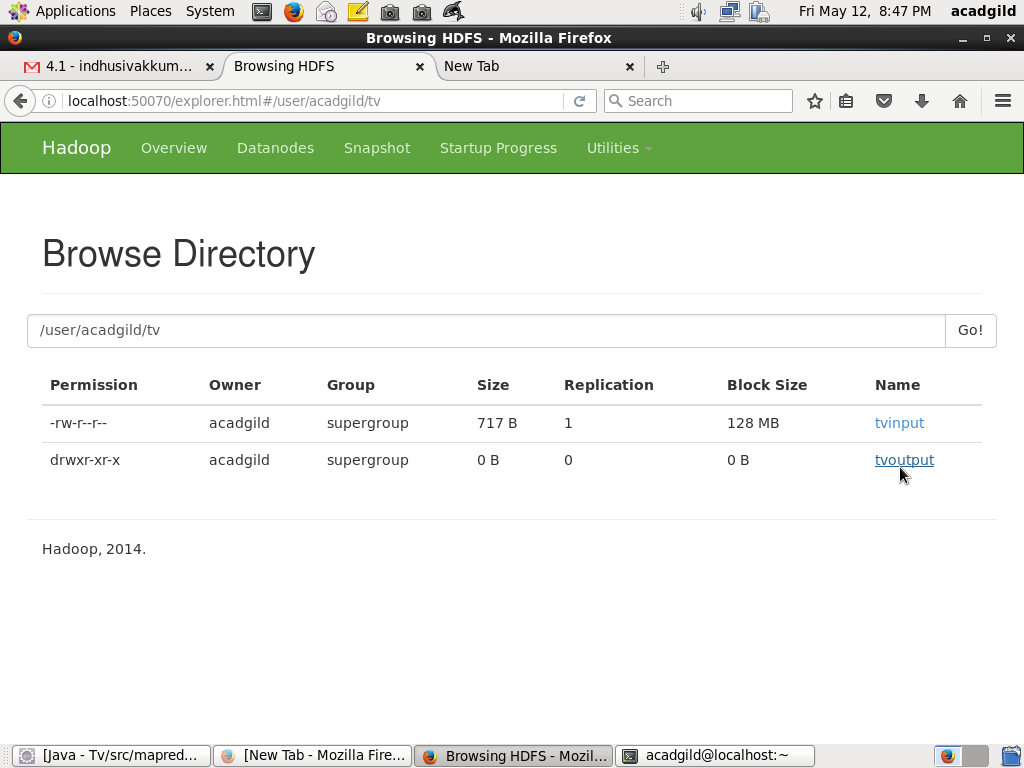 Applications Places System Fri May 12, 8:47 PM acadgild
Browsing HDFS - Mozilla Firefox
4.1 - indhusivakkum... Browsing HDFS New Tab
localhost:50070/explorer.html#/user/acadgild/tv Search
Hadoop Overview Datanodes Snapshot Startup Progress Utilities
Browse Directory
/user/acadgild/tv Go!
Permission Owner Group Size Replication Block Size Name
-rw-r--r-- acadgild supergroup 717 B 1 128 MB tvinput
drwxr-xr-x acadgild supergroup 0 B 0 0 B tvoutput
Hadoop, 2014.
[Java - Tv/src/mapred... [New Tab - Mozilla Fire... Browsing HDFS - Mozil... acadgild@localhost:~